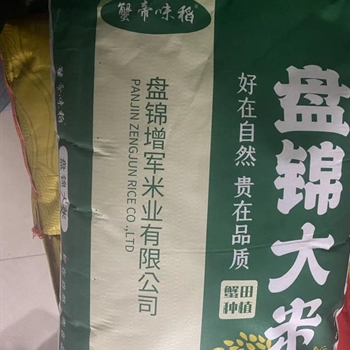 蟹帝味稻
盘锦大米
好在自然 贵在品质
蟹田
种植
盘锦增军米业有限公司
PANJIN ZENGJUN RICE CO.,LTD